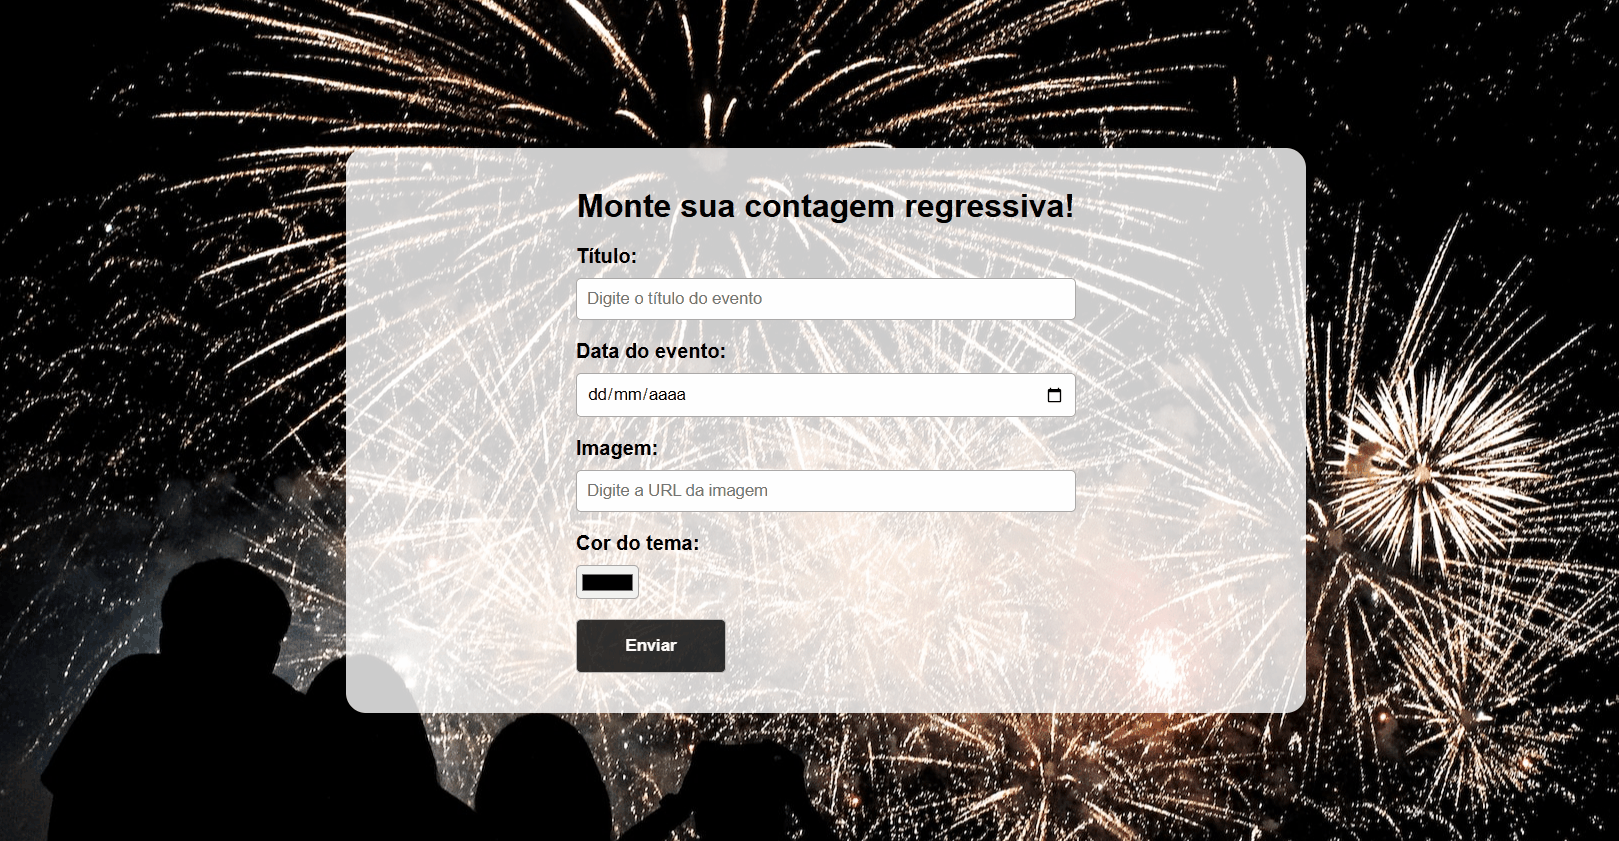 Monte sua contagem regressiva!
Título:
Digite o título do evento
Data do evento:
dd/mm/aaaa
Imagem:
Digite a URL da imagem
Cor do tema:
Enviar